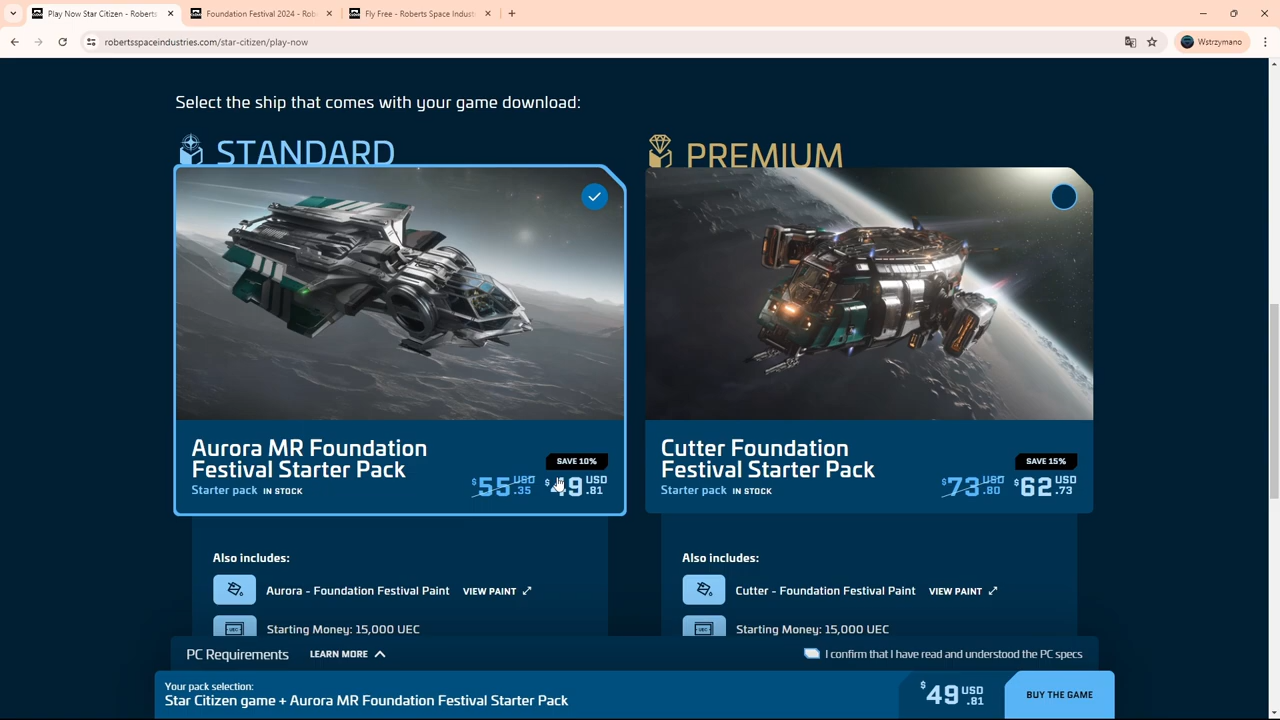 Play Now Star Citizen - Roberts
Foundation Festival 2024 - Rob
Fly Free - Roberts Space Indust
robertsspaceindustries.com/star-citizen/play-now
Wstrzymano
Select the ship that comes with your game download:
STANDARD
PREMIUM
Aurora MR Foundation
Festival Starter Pack
Starter pack IN STOCK
SAVE 10%
$55 USD .35
$49 USD .81
Cutter Foundation
Festival Starter Pack
Starter pack IN STOCK
SAVE 15%
$73 USD .80
$62 USD .73
Also includes:
Aurora - Foundation Festival Paint VIEW PAINT
UEC Starting Money: 15,000 UEC
Also includes:
Cutter - Foundation Festival Paint VIEW PAINT
UEC Starting Money: 15,000 UEC
PC Requirements LEARN MORE
I confirm that I have read and understood the PC specs
Your pack selection:
Star Citizen game + Aurora MR Foundation Festival Starter Pack
$49 USD .81
BUY THE GAME